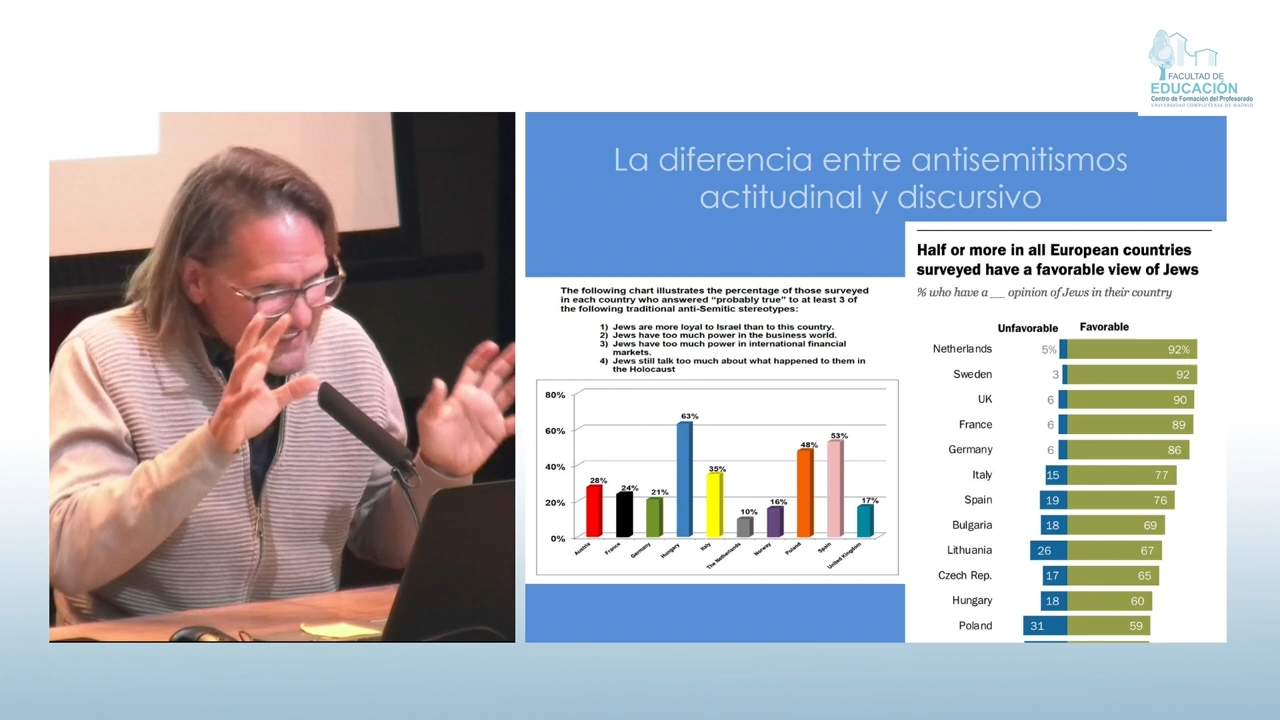 FACULTAD DE
EDUCACIÓN
Centro de Formación del Profesorado
UNIVERSIDAD COMPLUTENSE DE MADRID
La diferencia entre antisemitismos
actitudinal y discursivo
The following chart illustrates the percentage of those surveyed
in each country who answered “probably true” to at least 3 of
the following traditional anti-Semitic stereotypes:
1) Jews are more loyal to Israel than to this country.
2) Jews have too much power in the business world.
3) Jews have too much power in international financial
markets.
4) Jews still talk too much about what happened to them in
the Holocaust
80%
60%
40%
20%
0%
28%
24%
21%
63%
35%
10%
16%
48%
53%
17%
Austria
France
Germany
Hungary
Italy
The Netherlands
Norway
Poland
Spain
United Kingdom
Half or more in all European countries
surveyed have a favorable view of Jews
% who have a __ opinion of Jews in their country
Unfavorable Favorable
Netherlands 5% 92%
Sweden 3 92
UK 6 90
France 6 89
Germany 6 86
Italy 15 77
Spain 19 76
Bulgaria 18 69
Lithuania 26 67
Czech Rep. 17 65
Hungary 18 60
Poland 31 59